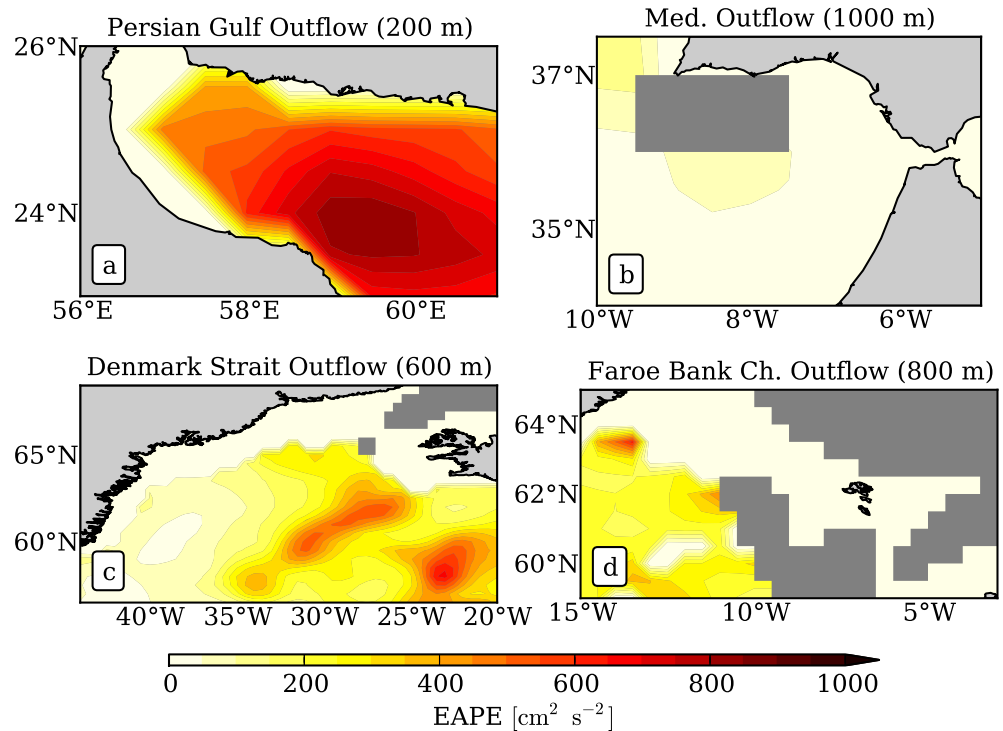 Persian Gulf Outflow (200 m)
26°N
24°N
a
56°E 58°E 60°E
Med. Outflow (1000 m)
37°N
35°N
b
10°W 8°W 6°W
Denmark Strait Outflow (600 m)
65°N
60°N
c
40°W 35°W 30°W 25°W 20°W
Faroe Bank Ch. Outflow (800 m)
64°N
62°N
60°N
d
15°W 10°W 5°W
0 200 400 600 800 1000
EAPE [cm² s⁻²]